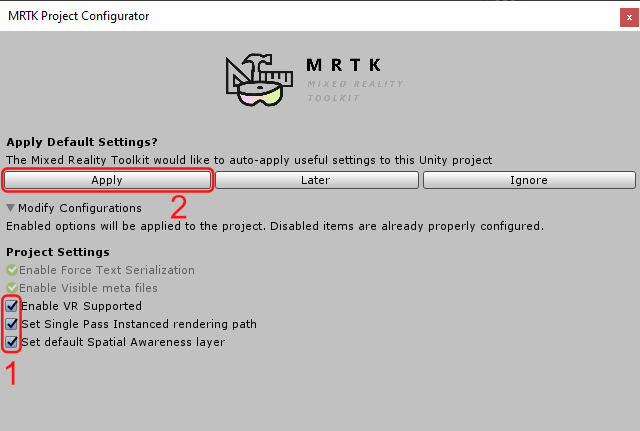 MRTK Project Configurator
x
MRTK
MIXED REALITY
TOOLKIT
Apply Default Settings?
The Mixed Reality Toolkit would like to auto-apply useful settings to this Unity project
Apply Later Ignore
2
Modify Configurations
Enabled options will be applied to the project. Disabled items are already properly configured.
Project Settings
Enable Force Text Serialization
Enable Visible meta files
Enable VR Supported
Set Single Pass Instanced rendering path
Set default Spatial Awareness layer
1